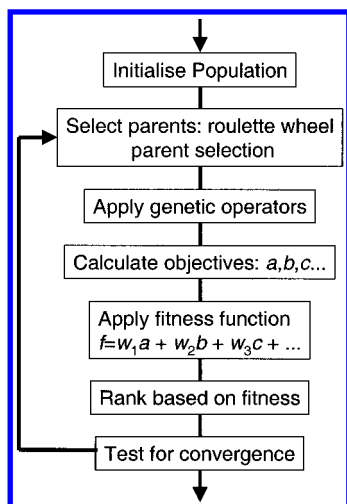 Initialise Population
Select parents: roulette wheel
parent selection
Apply genetic operators
Calculate objectives: a,b,c...
Apply fitness function
f=w₁a + w₂b + w₃c + ...
Rank based on fitness
Test for convergence